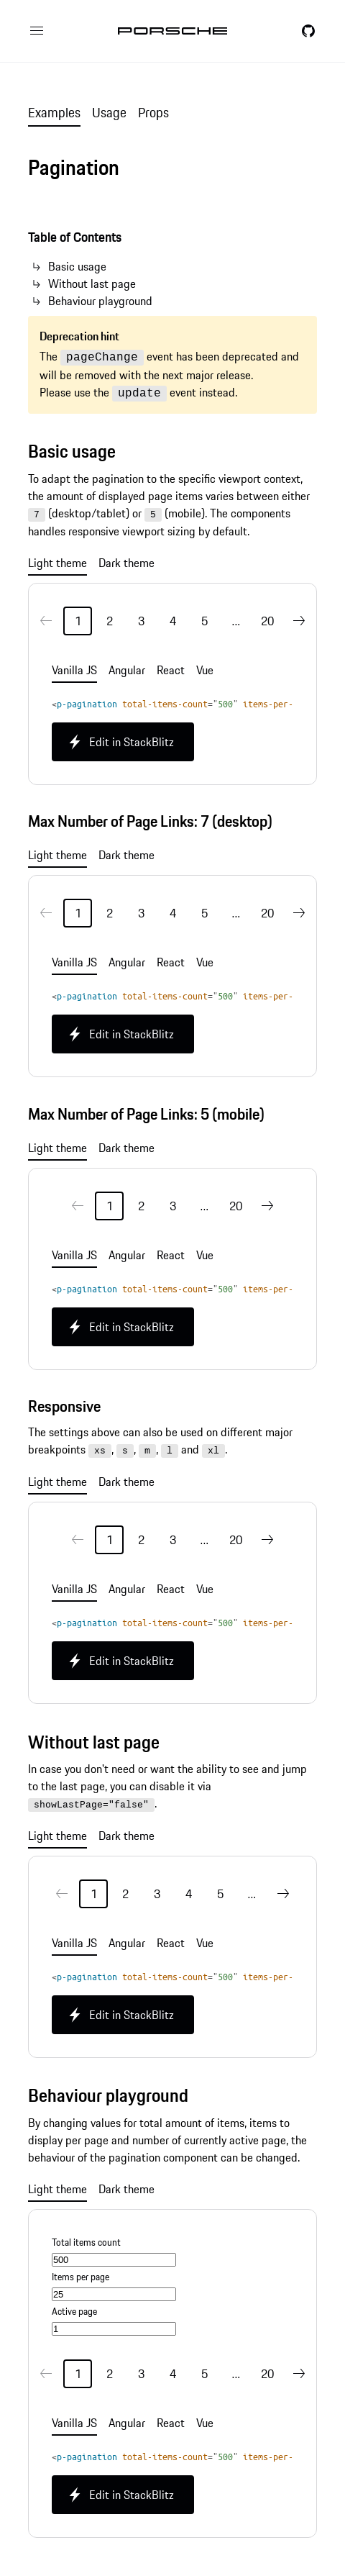 PORSCHE
Examples Usage Props
Pagination
Table of Contents
Basic usage
Without last page
Behaviour playground
Deprecation hint
The pageChange event has been deprecated and
will be removed with the next major release.
Please use the update event instead.
Basic usage
To adapt the pagination to the specific viewport context,
the amount of displayed page items varies between either
7 (desktop/tablet) or 5 (mobile). The components
handles responsive viewport sizing by default.
Light theme Dark theme
1 2 3 4 5 ... 20
Vanilla JS Angular React Vue
<p-pagination total-items-count="500" items-per-
Edit in StackBlitz
Max Number of Page Links: 7 (desktop)
Light theme Dark theme
1 2 3 4 5 ... 20
Vanilla JS Angular React Vue
<p-pagination total-items-count="500" items-per-
Edit in StackBlitz
Max Number of Page Links: 5 (mobile)
Light theme Dark theme
1 2 3 ... 20
Vanilla JS Angular React Vue
<p-pagination total-items-count="500" items-per-
Edit in StackBlitz
Responsive
The settings above can also be used on different major
breakpoints xs, s, m, l and xl.
Light theme Dark theme
1 2 3 ... 20
Vanilla JS Angular React Vue
<p-pagination total-items-count="500" items-per-
Edit in StackBlitz
Without last page
In case you don't need or want the ability to see and jump
to the last page, you can disable it via
showLastPage="false".
Light theme Dark theme
1 2 3 4 5 ...
Vanilla JS Angular React Vue
<p-pagination total-items-count="500" items-per-
Edit in StackBlitz
Behaviour playground
By changing values for total amount of items, items to
display per page and number of currently active page, the
behaviour of the pagination component can be changed.
Light theme Dark theme
Total items count
500
Items per page
25
Active page
1
1 2 3 4 5 ... 20
Vanilla JS Angular React Vue
<p-pagination total-items-count="500" items-per-
Edit in StackBlitz